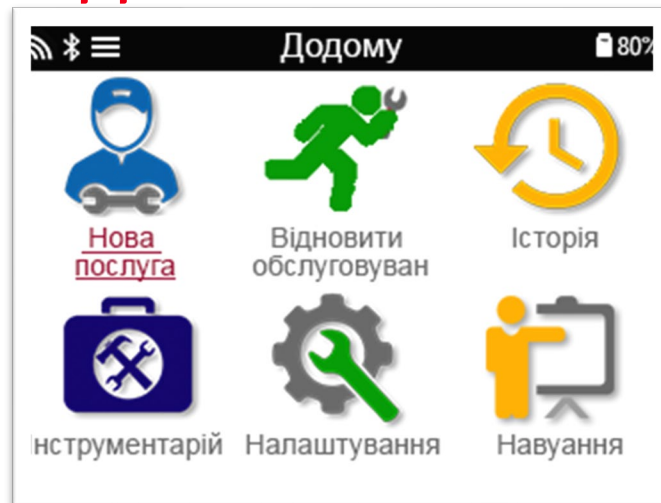 Додому
80%
Нова
послуга
Відновити
обслуговуван
Історія
нструментарій
Налаштування
Навуання